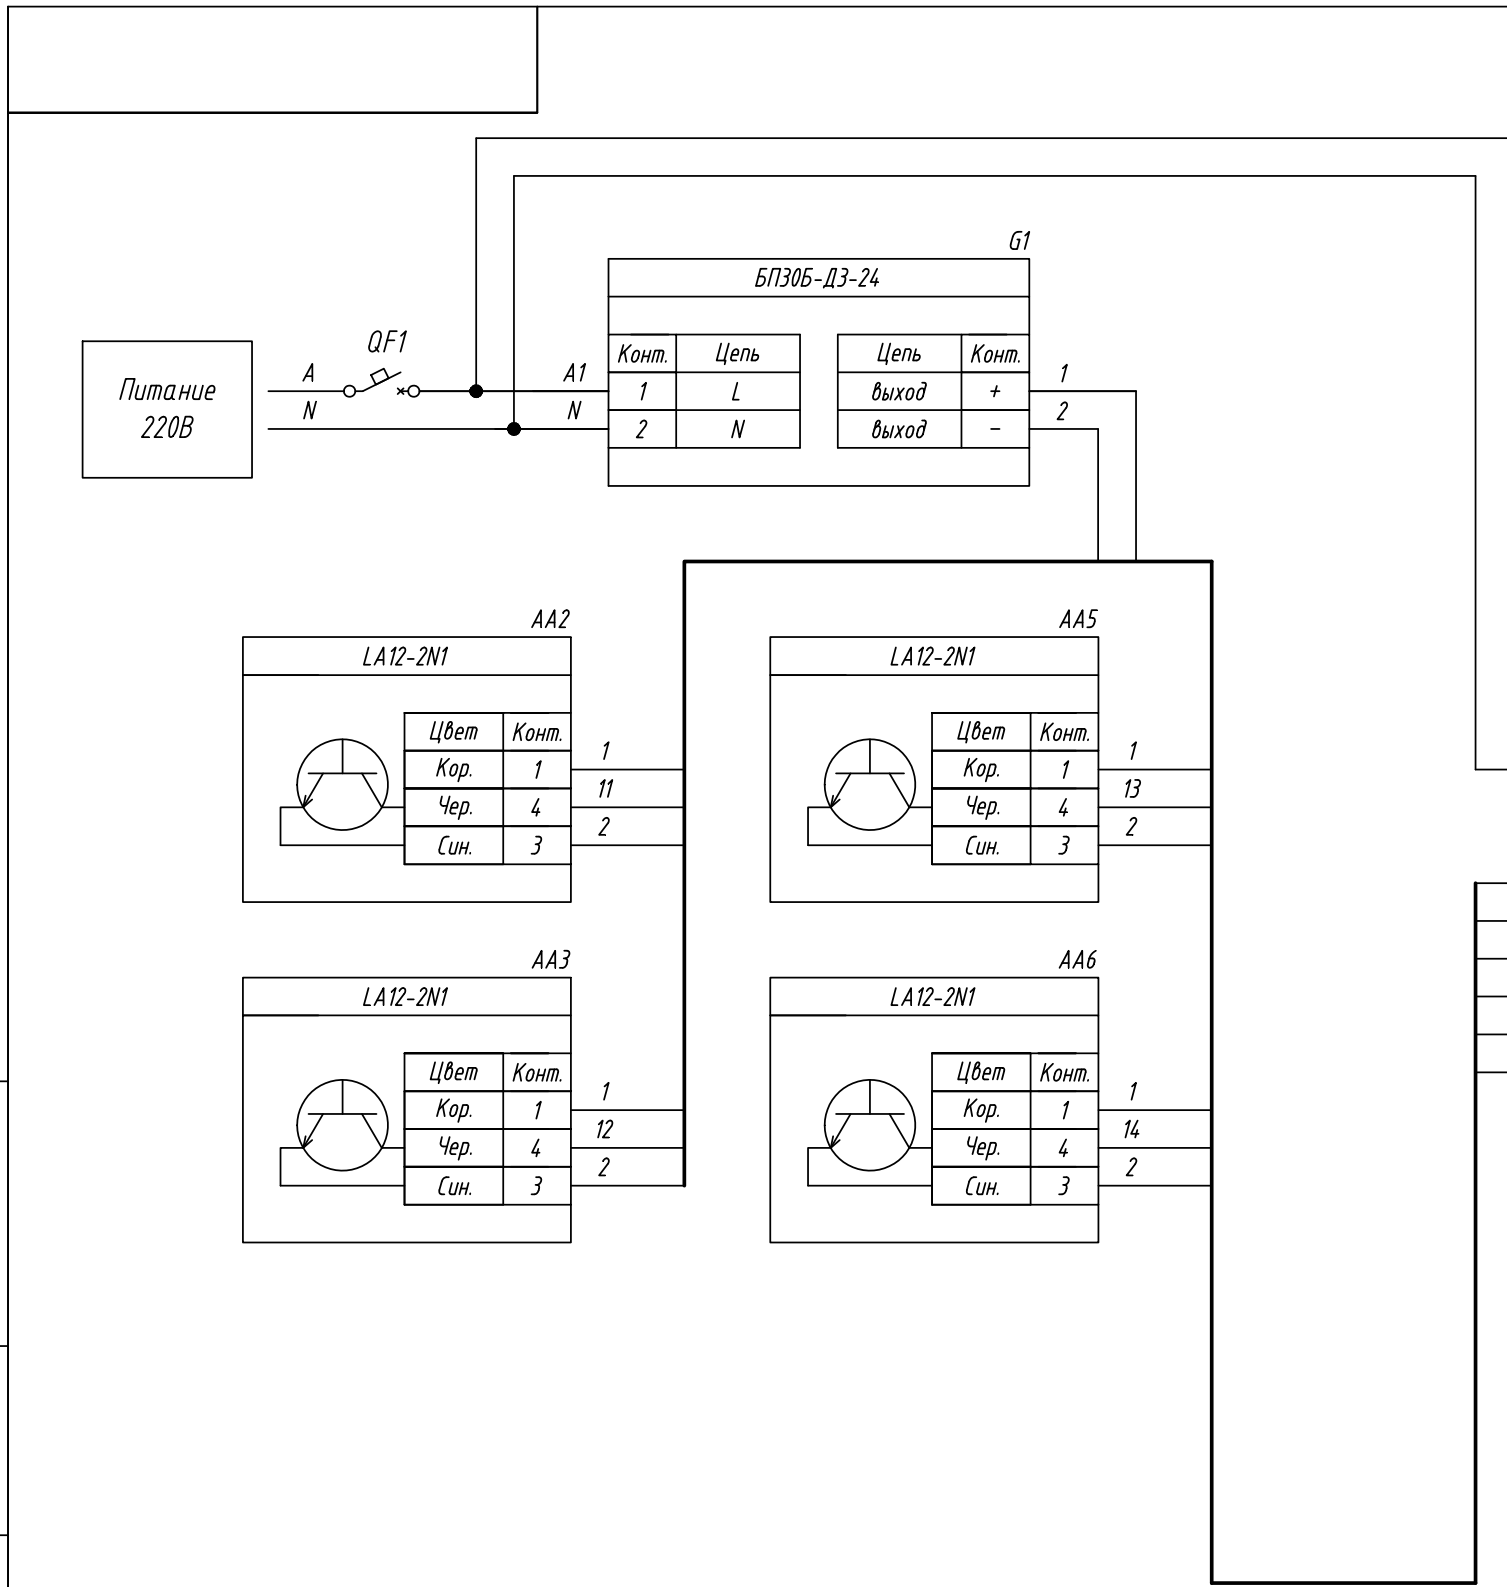 G1
БП30Б-Д3-24
QF1
Питание
220В
A
N
A1
N
Конт. Цепь
1 L
2 N
Цепь Конт.
выход +
выход -
1
2
AA2
LA12-2N1
Цвет Конт.
Кор. 1
Чер. 4
Син. 3
1
11
2
AA5
LA12-2N1
Цвет Конт.
Кор. 1
Чер. 4
Син. 3
1
13
2
AA3
LA12-2N1
Цвет Конт.
Кор. 1
Чер. 4
Син. 3
1
12
2
AA6
LA12-2N1
Цвет Конт.
Кор. 1
Чер. 4
Син. 3
1
14
2